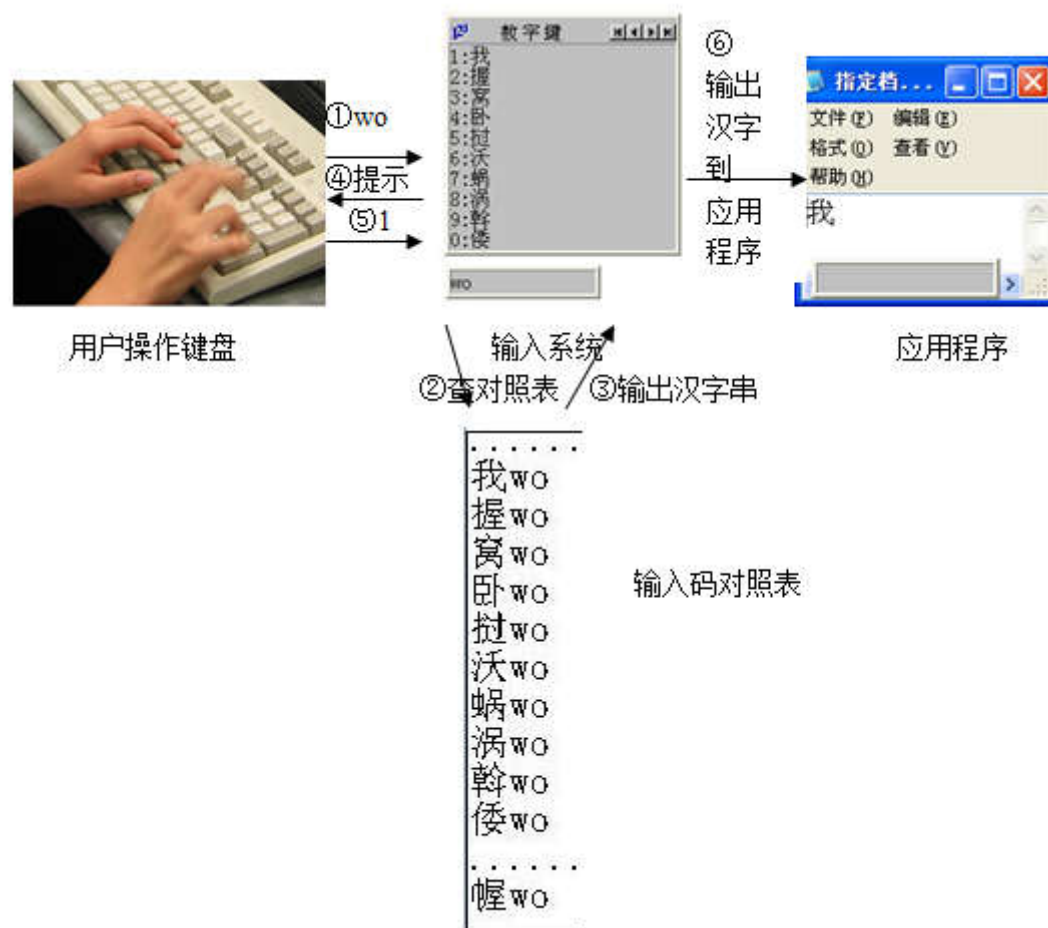 ①wo
④提示
⑤1
数字键
1:我
2:握
3:窝
4:卧
5:挝
6:沃
7:蜗
8:涡
9:斡
0:倭
wo
⑥
输出
汉字
到
应用
程序
指定档...
文件(F) 编辑(E)
格式(O) 查看(V)
帮助(H)
我
用户操作键盘
输入系统
应用程序
②查对照表
③输出汉字串
......
我wo
握wo
窝wo
卧wo
挝wo
沃wo
蜗wo
涡wo
斡wo
倭wo
......
幄wo
输入码对照表